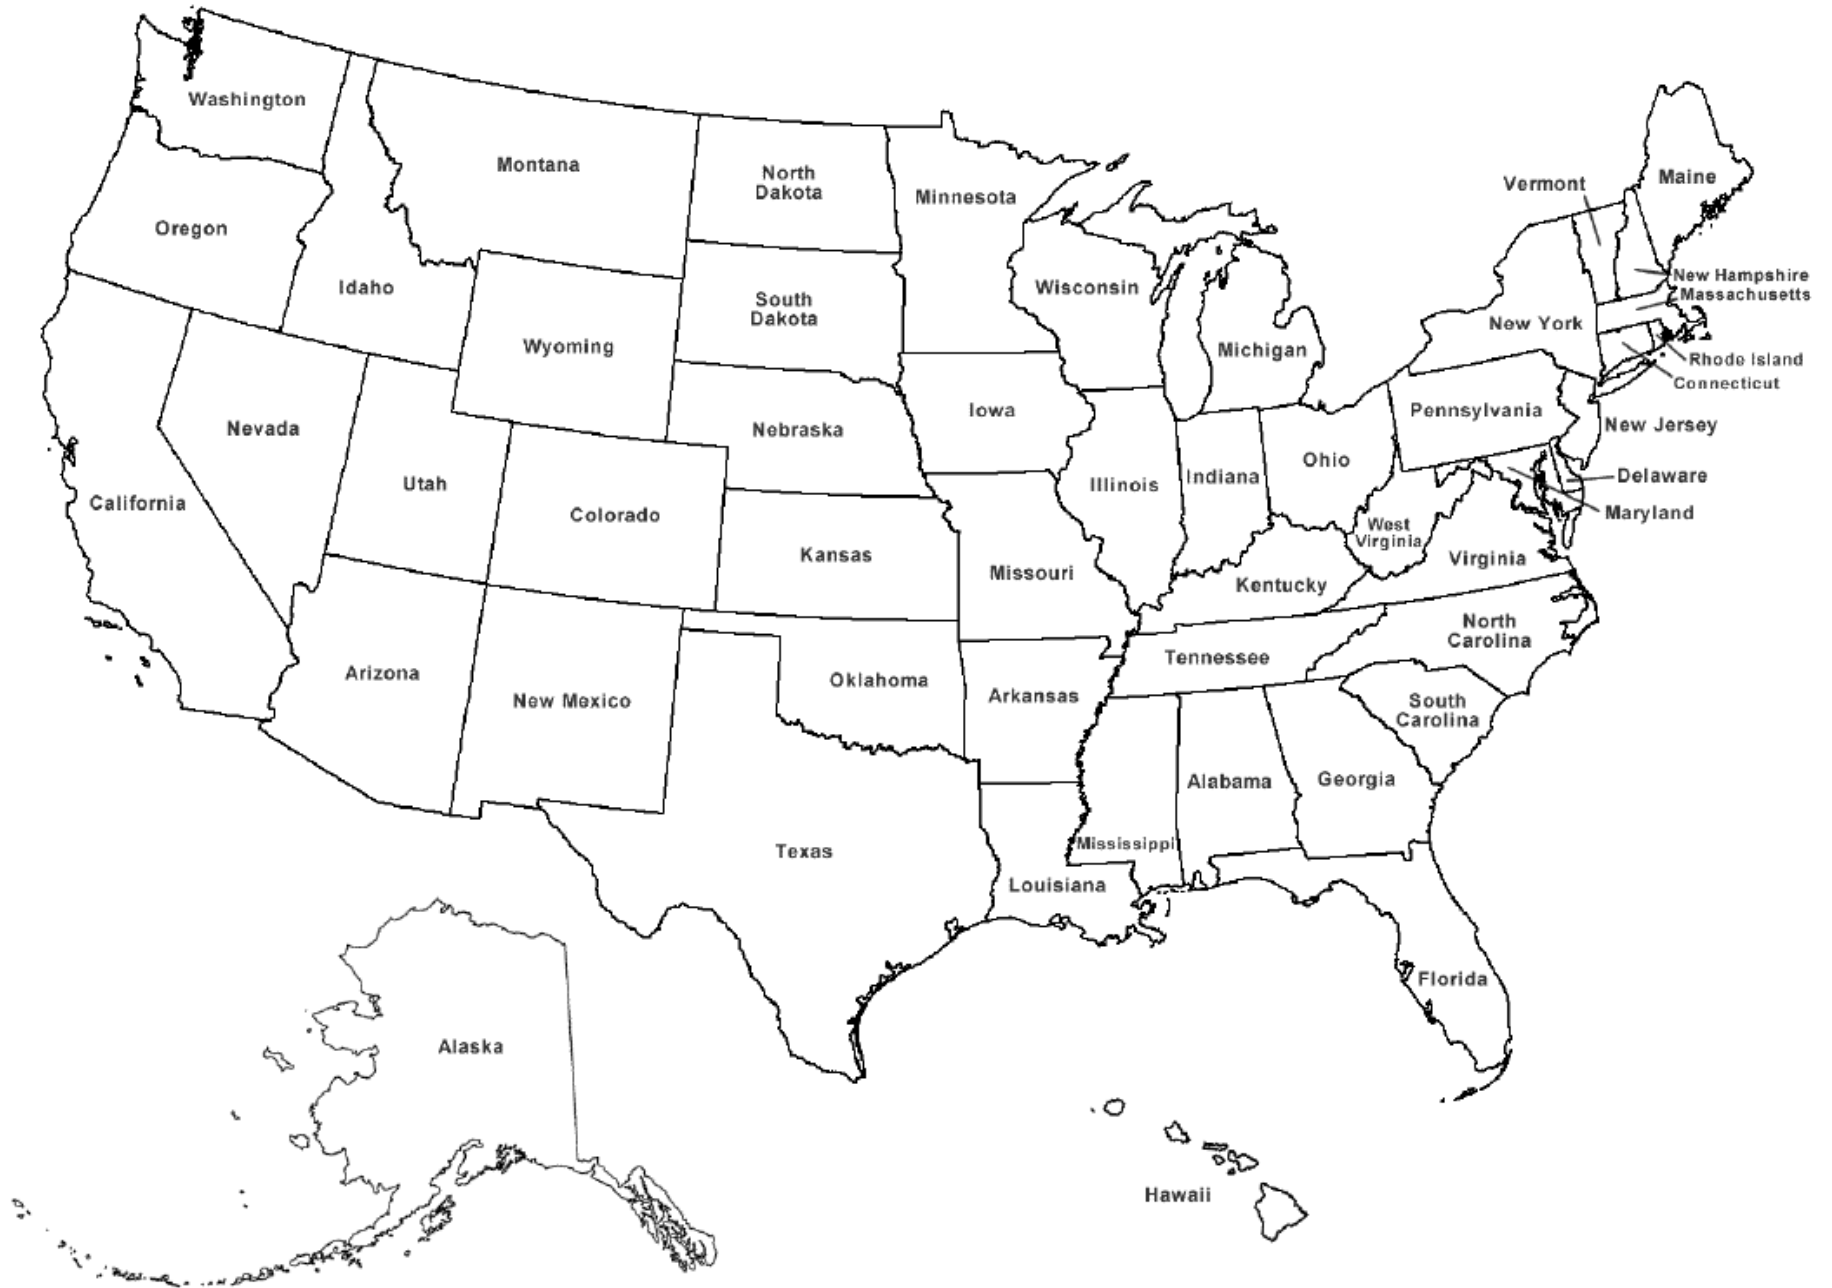 Washington
Montana
North
Dakota
Minnesota
Vermont
Maine
Oregon
Idaho
New Hampshire
Massachusetts
Wisconsin
South
Dakota
New York
Wyoming
Michigan
Rhode Island
Connecticut
Iowa
Pennsylvania
New Jersey
Nevada
Nebraska
Ohio
Indiana
Delaware
Utah
Illinois
California
Colorado
Maryland
West
Virginia
Kansas
Virginia
Missouri
Kentucky
North
Carolina
Tennessee
Arizona
Oklahoma
Arkansas
New Mexico
South
Carolina
Alabama
Georgia
Mississippi
Texas
Louisiana
Florida
Alaska
Hawaii